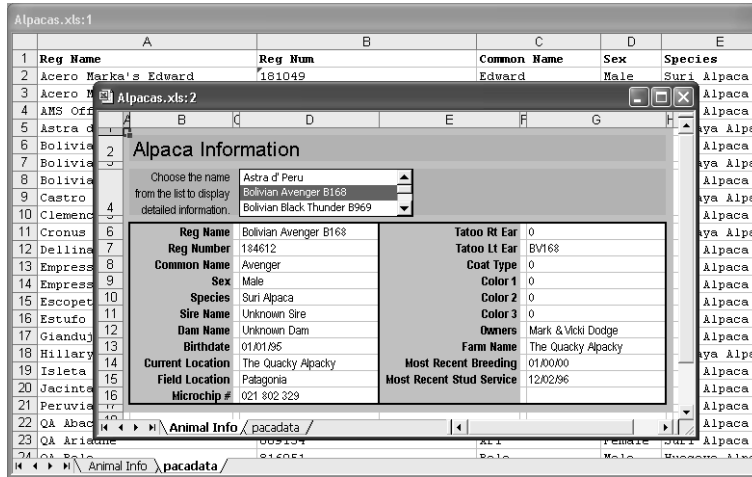 Alpacas.xls:1
A B C D E
1 Reg Name Reg Num Common Name Sex Species
2 Acero Marka's Edward 181049 Edward Male Suri Alpaca
3 Acero Alpaca
4 AMS Off Alpaca
5 Astra d Alpaca
6 Bolivia Alpaca
7 Bolivia Alpaca
8 Bolivia Alpaca
9 Castro Alpaca
10 Clemenc Alpaca
11 Cronus Alpa
12 Dellina Alpaca
13 Empress Alpaca
14 Empress Alpaca
15 Escopet Alpaca
16 Estufo Alpaca
17 Gianduj Alpaca
18 Hillary Alpa
19 Isleta Alpaca
20 Jacinta Alpaca
21 Peruvia Alpaca
22 QA Abac Alpaca
23 QA Ariadne Ari Female Suri Alpaca
24 QA
Animal Info pacadata
Alpacas.xls:2
A B C D E F G H
2 Alpaca Information
Choose the name
from the list to display
4 detailed information.
Astra d' Peru
Bolivian Avenger B168
Bolivian Black Thunder B969
6 Reg Name Bolivian Avenger B168 Tatoo Rt Ear 0
7 Reg Number 184612 Tatoo Lt Ear BV168
8 Common Name Avenger Coat Type 0
9 Sex Male Color 1 0
10 Species Suri Alpaca Color 2 0
11 Sire Name Unknown Sire Color 3 0
12 Dam Name Unknown Dam Owners Mark & Vicki Dodge
13 Birthdate 01/01/95 Farm Name The Quacky Alpacky
14 Current Location The Quacky Alpacky Most Recent Breeding 01/00/00
15 Field Location Patagonia Most Recent Stud Service 12/02/96
16 Microchip # 021 802 329
Animal Info pacadata